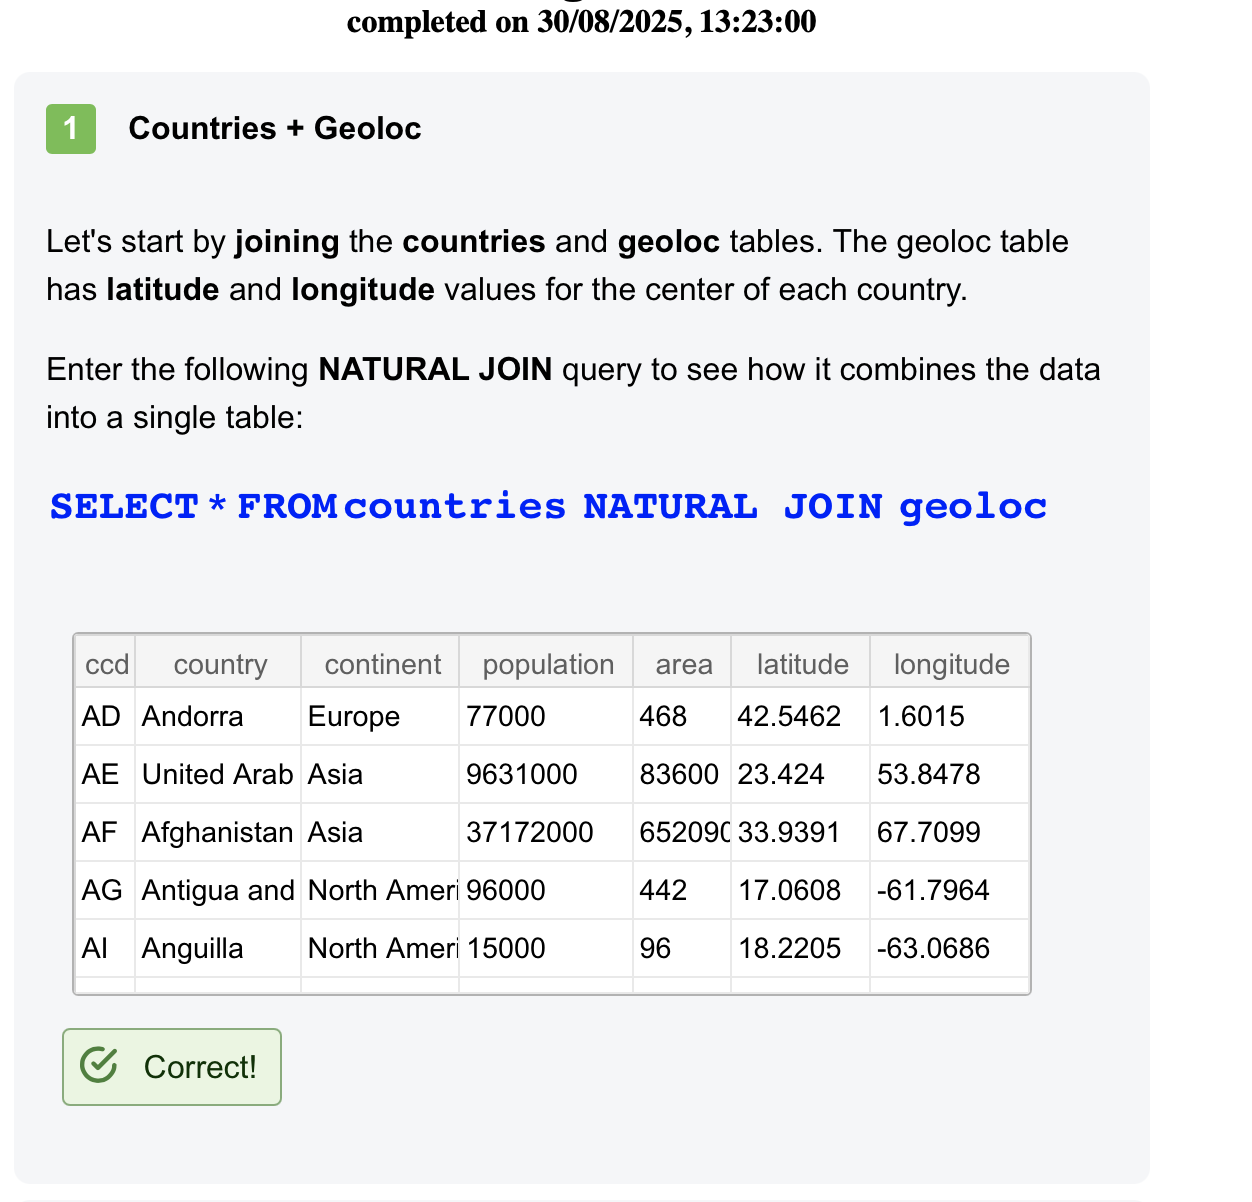 completed on 30/08/2025, 13:23:00
1 Countries + Geoloc
Let's start by joining the countries and geoloc tables. The geoloc table
has latitude and longitude values for the center of each country.
Enter the following NATURAL JOIN query to see how it combines the data
into a single table:
SELECT * FROM countries NATURAL JOIN geoloc
ccd country continent population area latitude longitude
AD Andorra Europe 77000 468 42.5462 1.6015
AE United Arab Asia 9631000 83600 23.424 53.8478
AF Afghanistan Asia 37172000 652090 33.9391 67.7099
AG Antigua and North Ameri 96000 442 17.0608 -61.7964
AI Anguilla North Ameri 15000 96 18.2205 -63.0686
Correct!